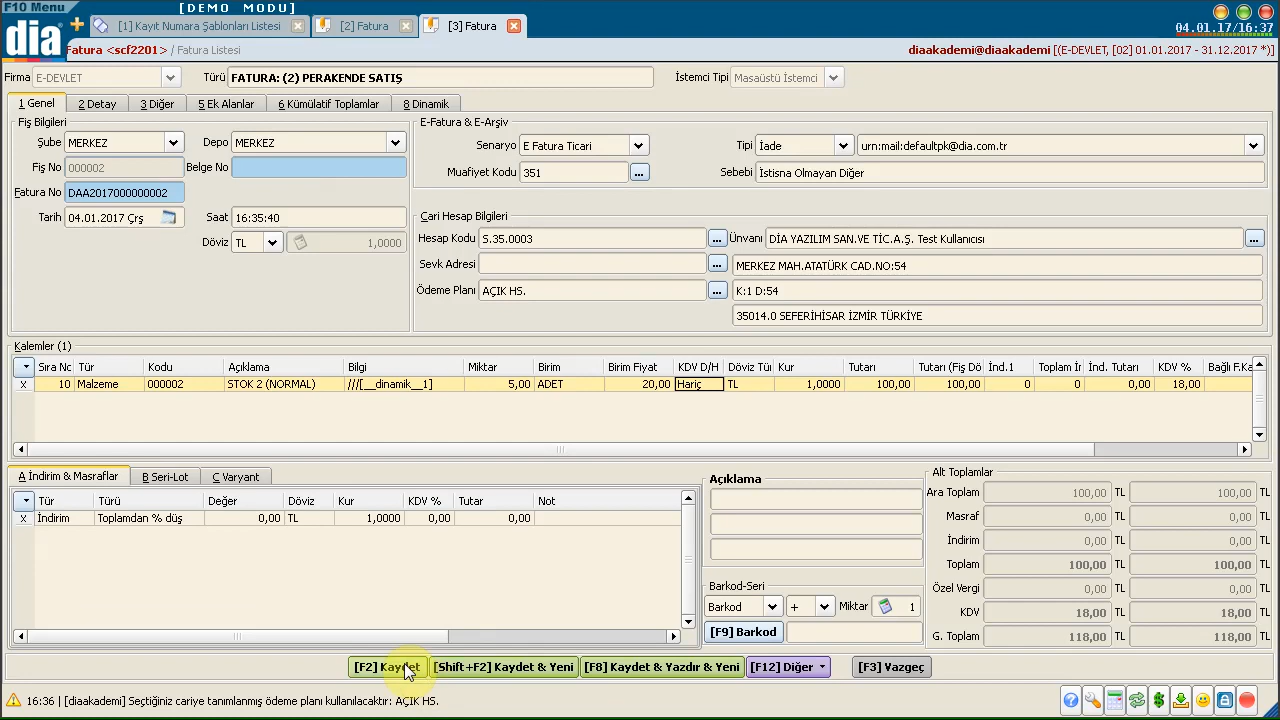 F10 Menu
[DEMO MODU]
dia
[1] Kayıt Numara Şablonları Listesi
[2] Fatura
[3] Fatura
04.01.17/16:37
Fatura <scf2201> / Fatura Listesi
diaakademi@diaakademi [(E-DEVLET, [02] 01.01.2017 - 31.12.2017 *)]
Firma E-DEVLET Türü FATURA: (2) PERAKENDE SATIŞ İstemci Tipi Masaüstü İstemci
1 Genel 2 Detay 3 Diğer 5 Ek Alanlar 6 Kümülatif Toplamlar 8 Dinamik
Fiş Bilgileri
Şube MERKEZ Depo MERKEZ
Fiş No 000002 Belge No
Fatura No DAA2017000000002
Tarih 04.01.2017 Çrş Saat 16:35:40
Döviz TL 1,0000
E-Fatura & E-Arşiv
Senaryo E Fatura Ticari Tipi İade urn:mail:defaultpk@dia.com.tr
Muafiyet Kodu 351 ... Sebebi İstisna Olmayan Diğer
Cari Hesap Bilgileri
Hesap Kodu S.35.0003 ... Ünvanı DİA YAZILIM SAN.VE TİC.A.Ş. Test Kullanıcısı ...
Sevk Adresi ... MERKEZ MAH.ATATÜRK CAD.NO:54
Ödeme Planı AÇIK HS. ... K:1 D:54
35014.0 SEFERİHİSAR İZMİR TÜRKİYE
Kalemler (1)
Sıra Nc Tür Kodu Açıklama Bilgi Miktar Birim Birim Fiyat KDV D/H Döviz Tür Kur Tutarı Tutarı (Fiş Dö İnd.1 Toplam İr İnd. Tutarı KDV % Bağlı F.Ka
X 10 Malzeme 000002 STOK 2 (NORMAL) ///[__dinamik__1] 5,00 ADET 20,00 Hariç TL 1,0000 100,00 100,00 0 0 0,00 18,00
A İndirim & Masraflar B Seri-Lot C Varyant
Tür Türü Değer Döviz Kur KDV % Tutar Not
X İndirim Toplamdan % düş 0,00 TL 1,0000 0,00 0,00
Açıklama
Barkod-Seri
Barkod + Miktar 1
[F9] Barkod
Alt Toplamlar
Ara Toplam 100,00 TL 100,00 TL
Masraf 0,00 TL 0,00 TL
İndirim 0,00 TL 0,00 TL
Toplam 100,00 TL 100,00 TL
Özel Vergi 0,00 TL 0,00 TL
KDV 18,00 TL 18,00 TL
G. Toplam 118,00 TL 118,00 TL
[F2] Kaydet [Shift+F2] Kaydet & Yeni [F8] Kaydet & Yazdır & Yeni [F12] Diğer [F3] Vazgeç
16:36 | [diaakademi] Seçtiğiniz cariye tanımlanmış ödeme planı kullanılacaktır: AÇIK HS.